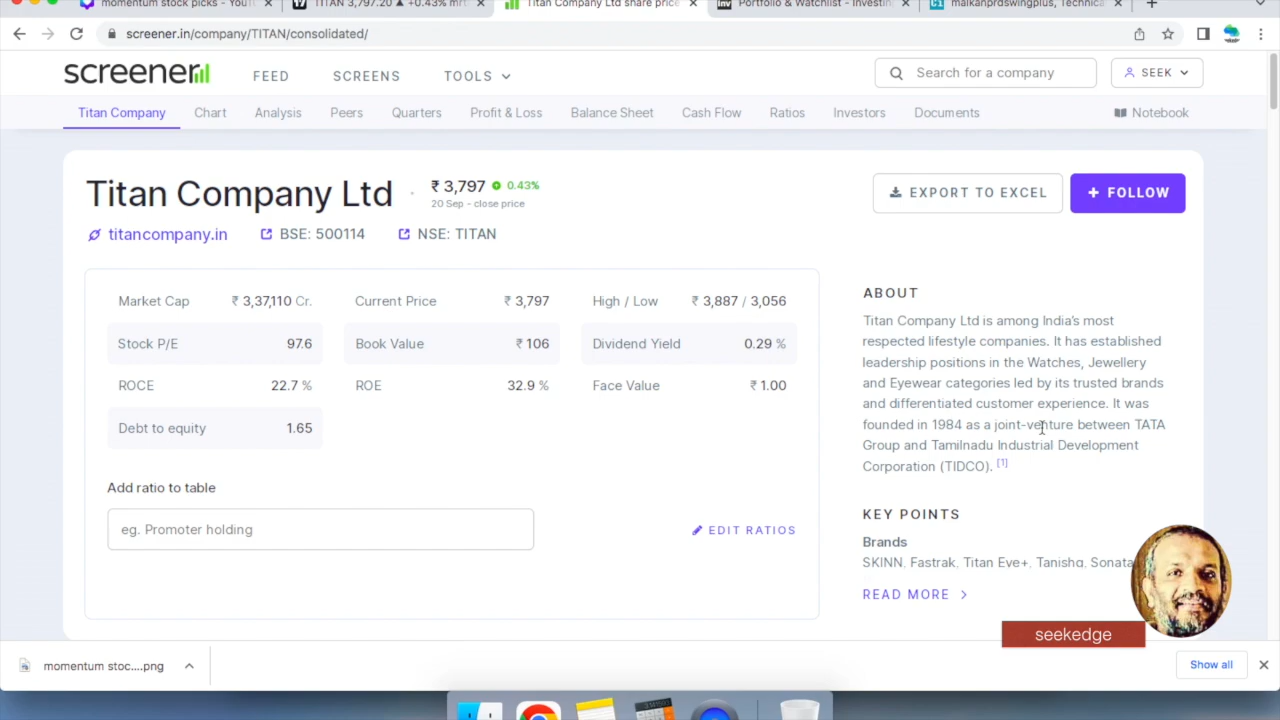 momentum stock picks - YouT
TITAN 3,797.20 ▲ +0.43%
Titan Company Ltd share price
Portfolio & Watchlist - Investing
malkanprdswingplus, Technica
screener.in/company/TITAN/consolidated/
screener
FEED
SCREENS
TOOLS
Search for a company
SEEK
Titan Company
Chart
Analysis
Peers
Quarters
Profit & Loss
Balance Sheet
Cash Flow
Ratios
Investors
Documents
Notebook
Titan Company Ltd
₹ 3,797 0.43%
20 Sep - close price
EXPORT TO EXCEL
+ FOLLOW
titancompany.in
BSE: 500114
NSE: TITAN
Market Cap ₹ 3,37,110 Cr.
Current Price ₹ 3,797
High / Low ₹ 3,887 / 3,056
Stock P/E 97.6
Book Value ₹ 106
Dividend Yield 0.29 %
ROCE 22.7 %
ROE 32.9 %
Face Value ₹ 1.00
Debt to equity 1.65
Add ratio to table
eg. Promoter holding
EDIT RATIOS
ABOUT
Titan Company Ltd is among India's most
respected lifestyle companies. It has established
leadership positions in the Watches, Jewellery
and Eyewear categories led by its trusted brands
and differentiated customer experience. It was
founded in 1984 as a joint-venture between TATA
Group and Tamilnadu Industrial Development
Corporation (TIDCO). [1]
KEY POINTS
Brands
SKINN, Fastrak, Titan Eye+, Tanishq, Sonata
READ MORE
seekedge
momentum stoc....png
Show all